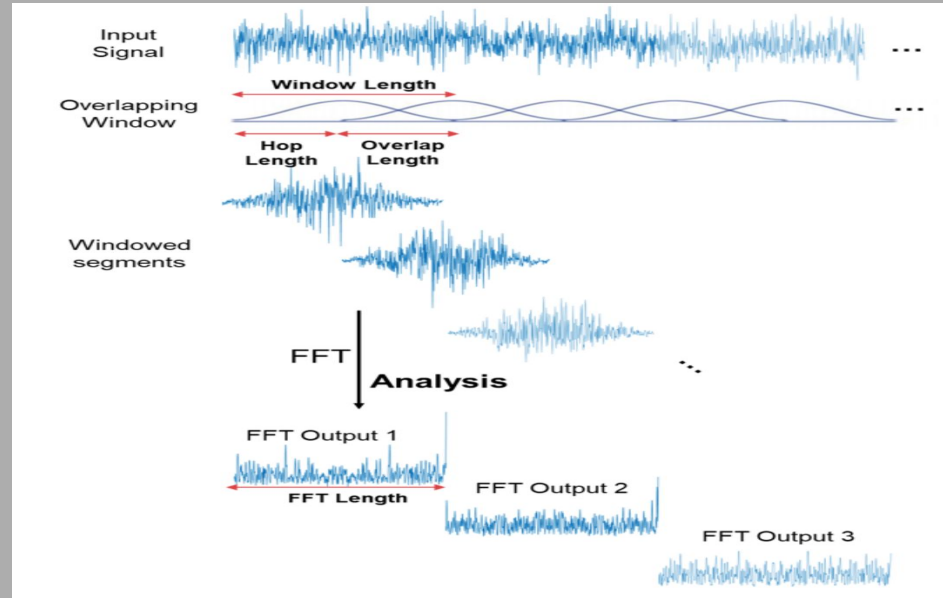 Input
Signal
...
Window Length
Overlapping
Window
...
Hop
Length
Overlap
Length
Windowed
segments
FFT
Analysis
...
FFT Output 1
FFT Length
FFT Output 2
FFT Output 3